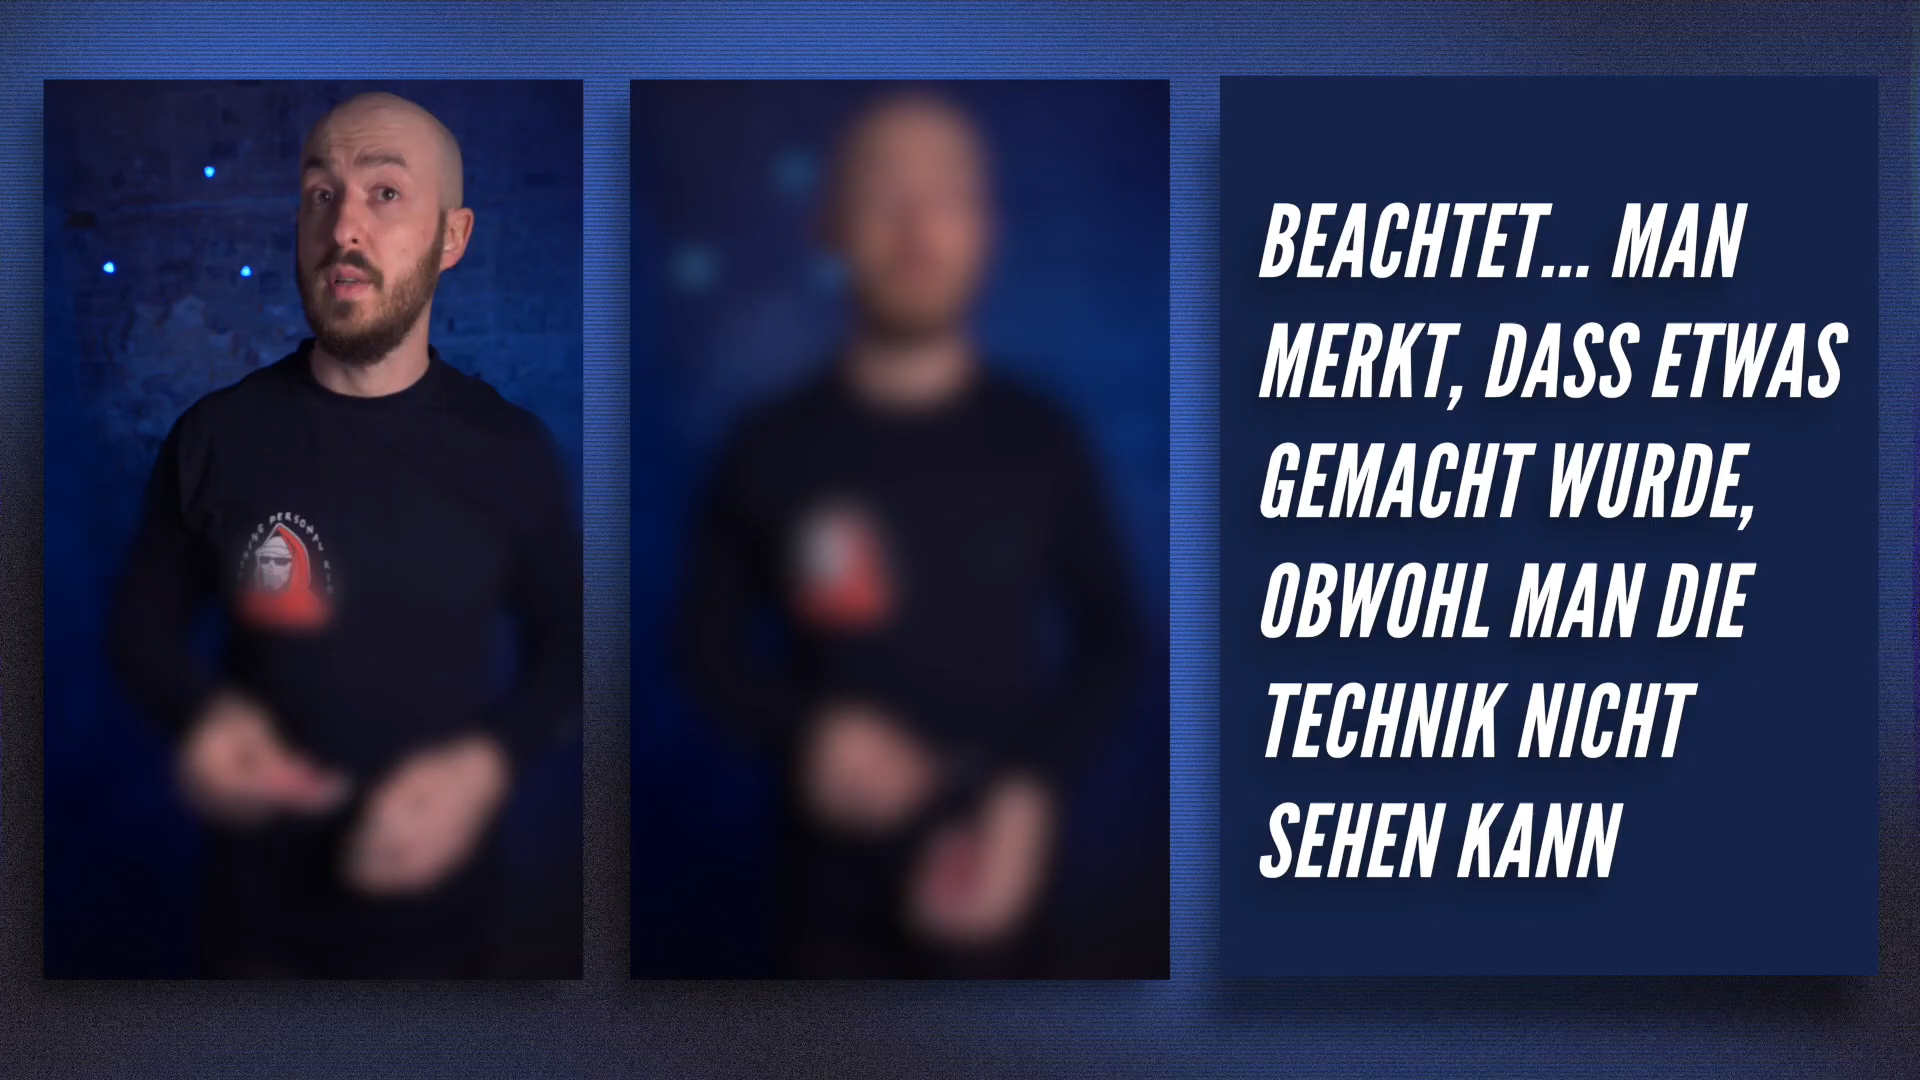 BEACHTET... MAN
MERKT, DASS ETWAS
GEMACHT WURDE,
OBWOHL MAN DIE
TECHNIK NICHT
SEHEN KANN